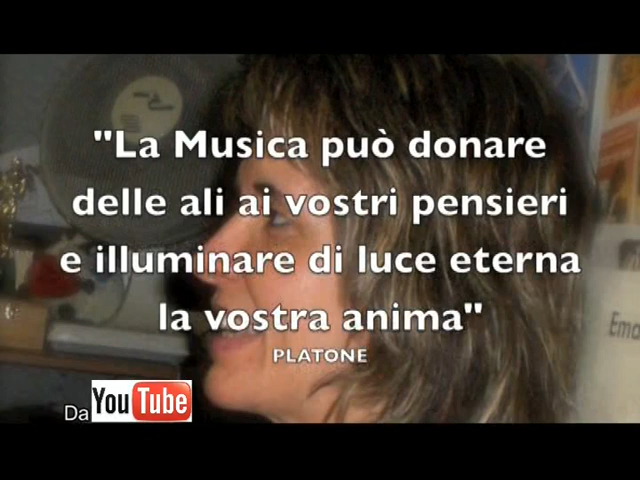 "La Musica può donare
delle ali ai vostri pensieri
e illuminare di luce eterna
la vostra anima"
PLATONE
Da YouTube